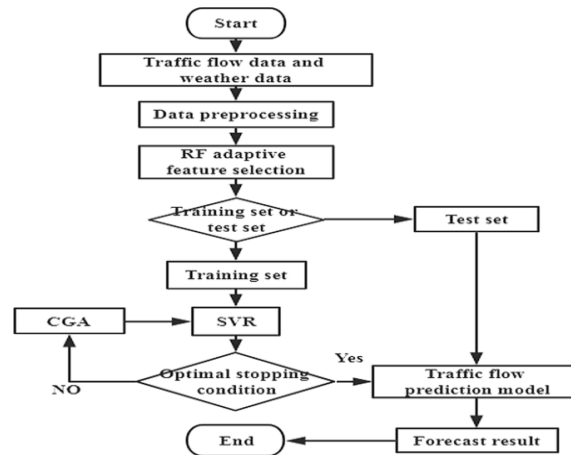 Start
Traffic flow data and
weather data
Data preprocessing
RF adaptive
feature selection
Training set or
test set
Test set
Training set
CGA
SVR
Optimal stopping
condition
Yes
NO
Traffic flow
prediction model
End
Forecast result